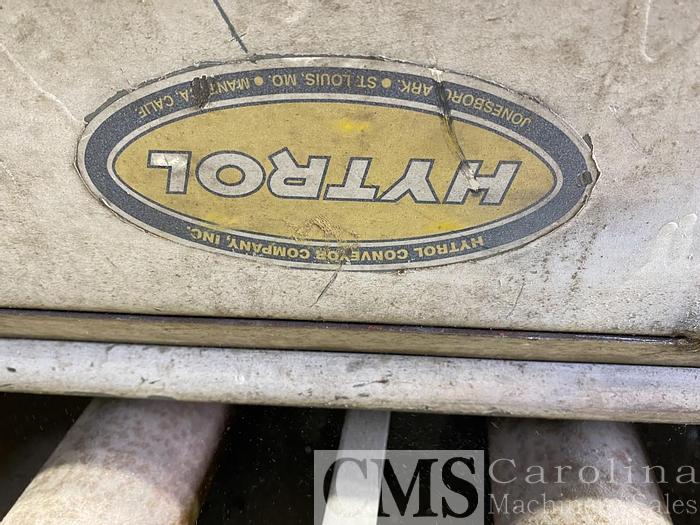 HYTROL CONVEYOR COMPANY, INC.
HYTROL
JONESBORO, ARK. • ST. LOUIS, MO. • MANTECA, CALIF.
CMS Carolina
Machinery Sales